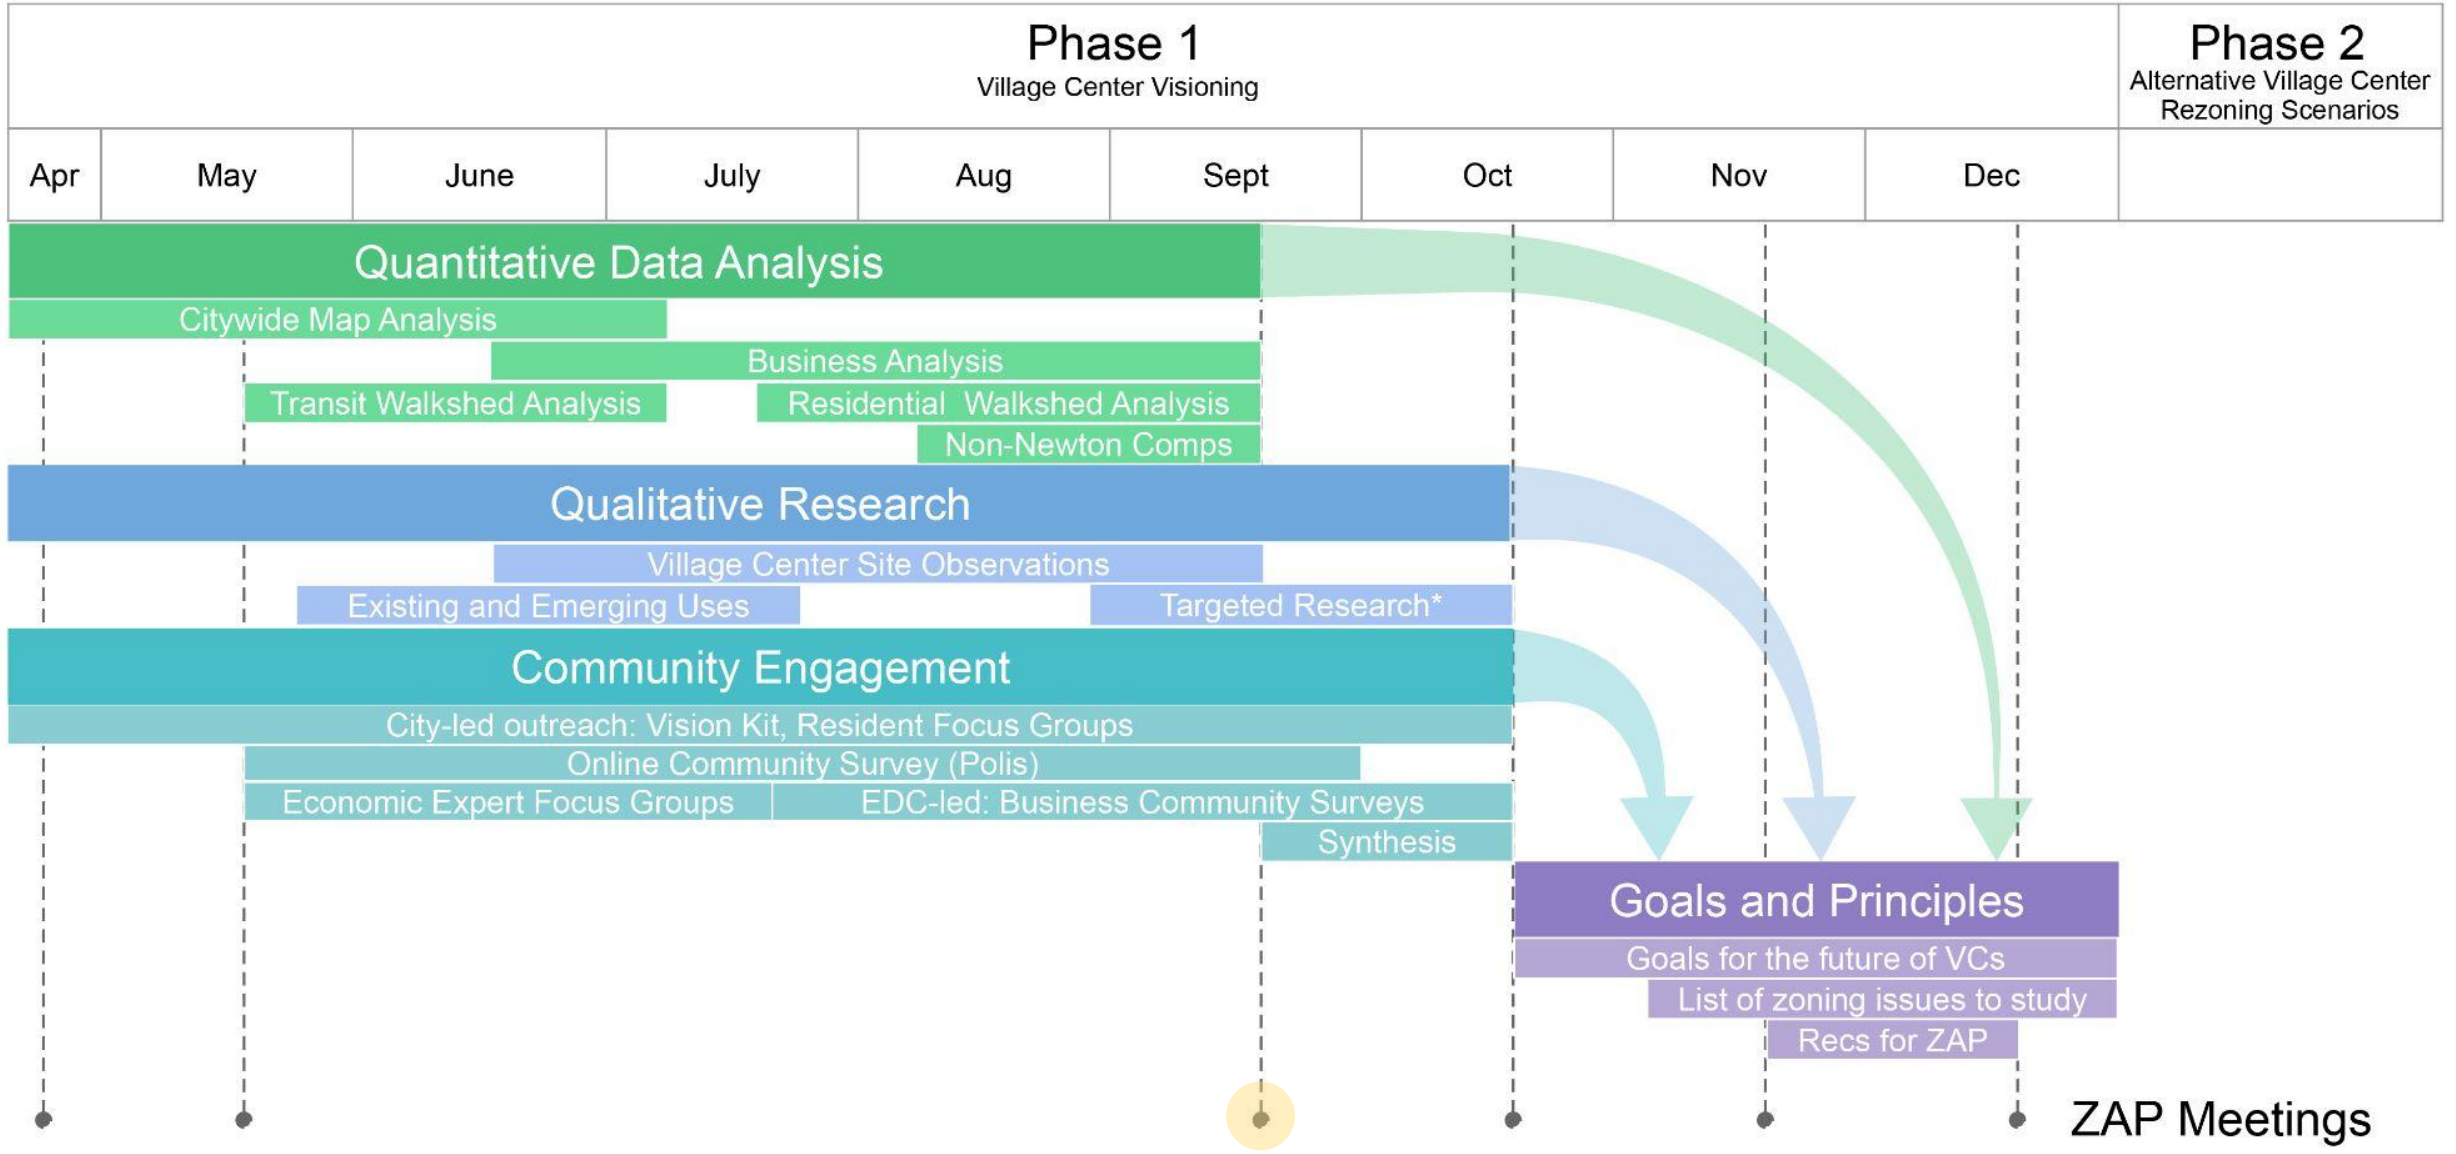 Phase 1
Village Center Visioning
Phase 2
Alternative Village Center
Rezoning Scenarios
Apr
May
June
July
Aug
Sept
Oct
Nov
Dec
Quantitative Data Analysis
Citywide Map Analysis
Business Analysis
Transit Walkshed Analysis
Residential Walkshed Analysis
Non-Newton Comps
Qualitative Research
Village Center Site Observations
Existing and Emerging Uses
Targeted Research*
Community Engagement
City-led outreach: Vision Kit, Resident Focus Groups
Online Community Survey (Polis)
Economic Expert Focus Groups
EDC-led: Business Community Surveys
Synthesis
Goals and Principles
Goals for the future of VCs
List of zoning issues to study
Recs for ZAP
ZAP Meetings